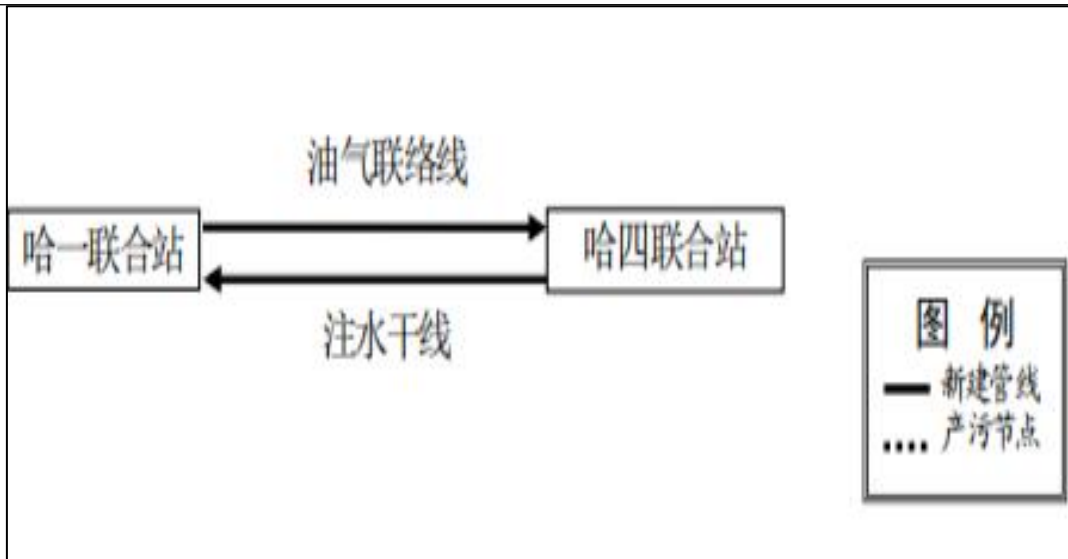 油气联络线
哈一联合站
哈四联合站
注水干线
图 例
新建管线
产污节点